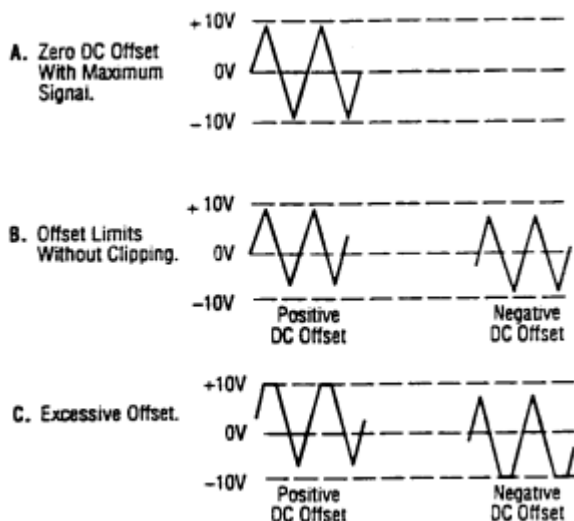 +10V
A. Zero DC Offset
With Maximum
Signal.
0V
-10V
+10V
B. Offset Limits
Without Clipping.
0V
-10V
Positive
DC Offset
Negative
DC Offset
+10V
C. Excessive Offset.
0V
-10V
Positive
DC Offset
Negative
DC Offset